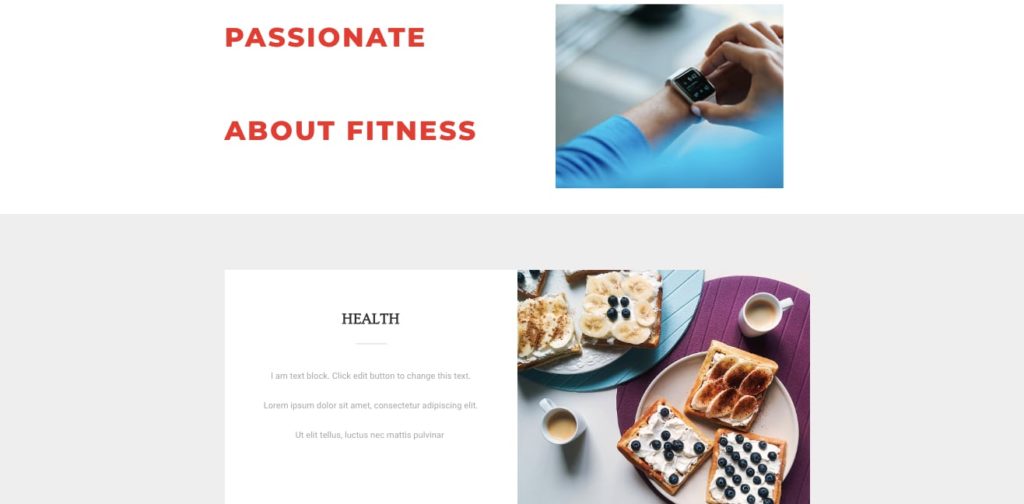 PASSIONATE
ABOUT FITNESS
HEALTH
I am text block. Click edit button to change this text.
Lorem ipsum dolor sit amet, consectetur adipiscing elit.
Ut elit tellus, luctus nec mattis pulvinar